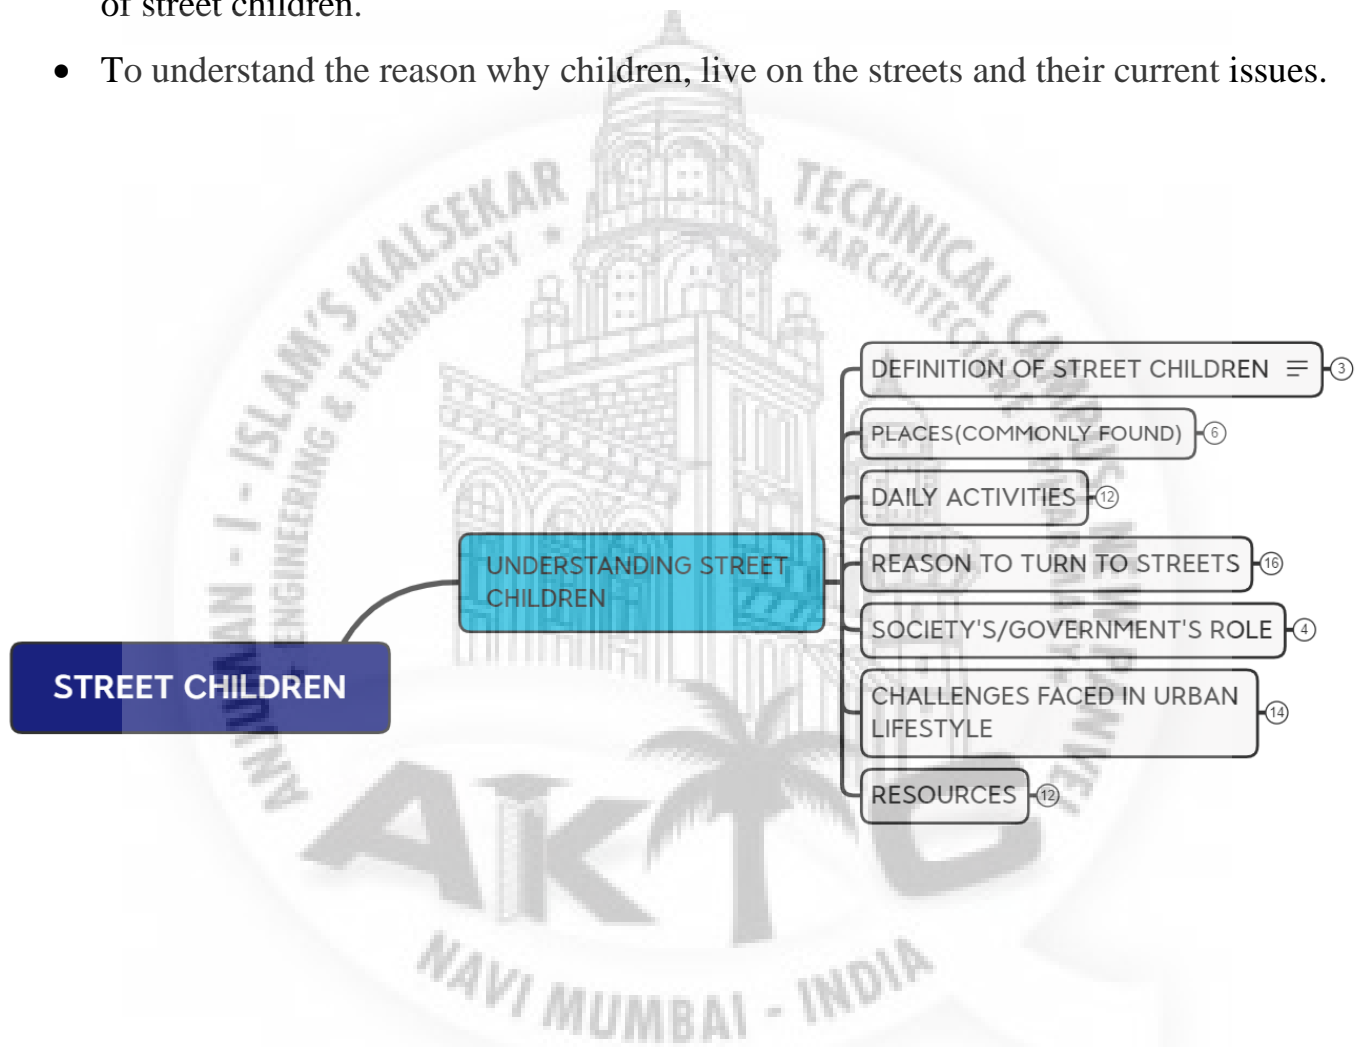 of street children.
• To understand the reason why children, live on the streets and their current issues.
ANJUMAN - I - ISLAM'S KALSEKAR TECHNICAL CAMPUS NEW PANVEL
ENGINEERING & TECHNOLOGY * *ARCHITECTURE
DEFINITION OF STREET CHILDREN 3
PLACES(COMMONLY FOUND) 6
DAILY ACTIVITIES 12
UNDERSTANDING STREET
CHILDREN
REASON TO TURN TO STREETS 16
SOCIETY'S/GOVERNMENT'S ROLE 4
STREET CHILDREN
CHALLENGES FACED IN URBAN
LIFESTYLE 14
RESOURCES 12
AKTC
NAVI MUMBAI - INDIA